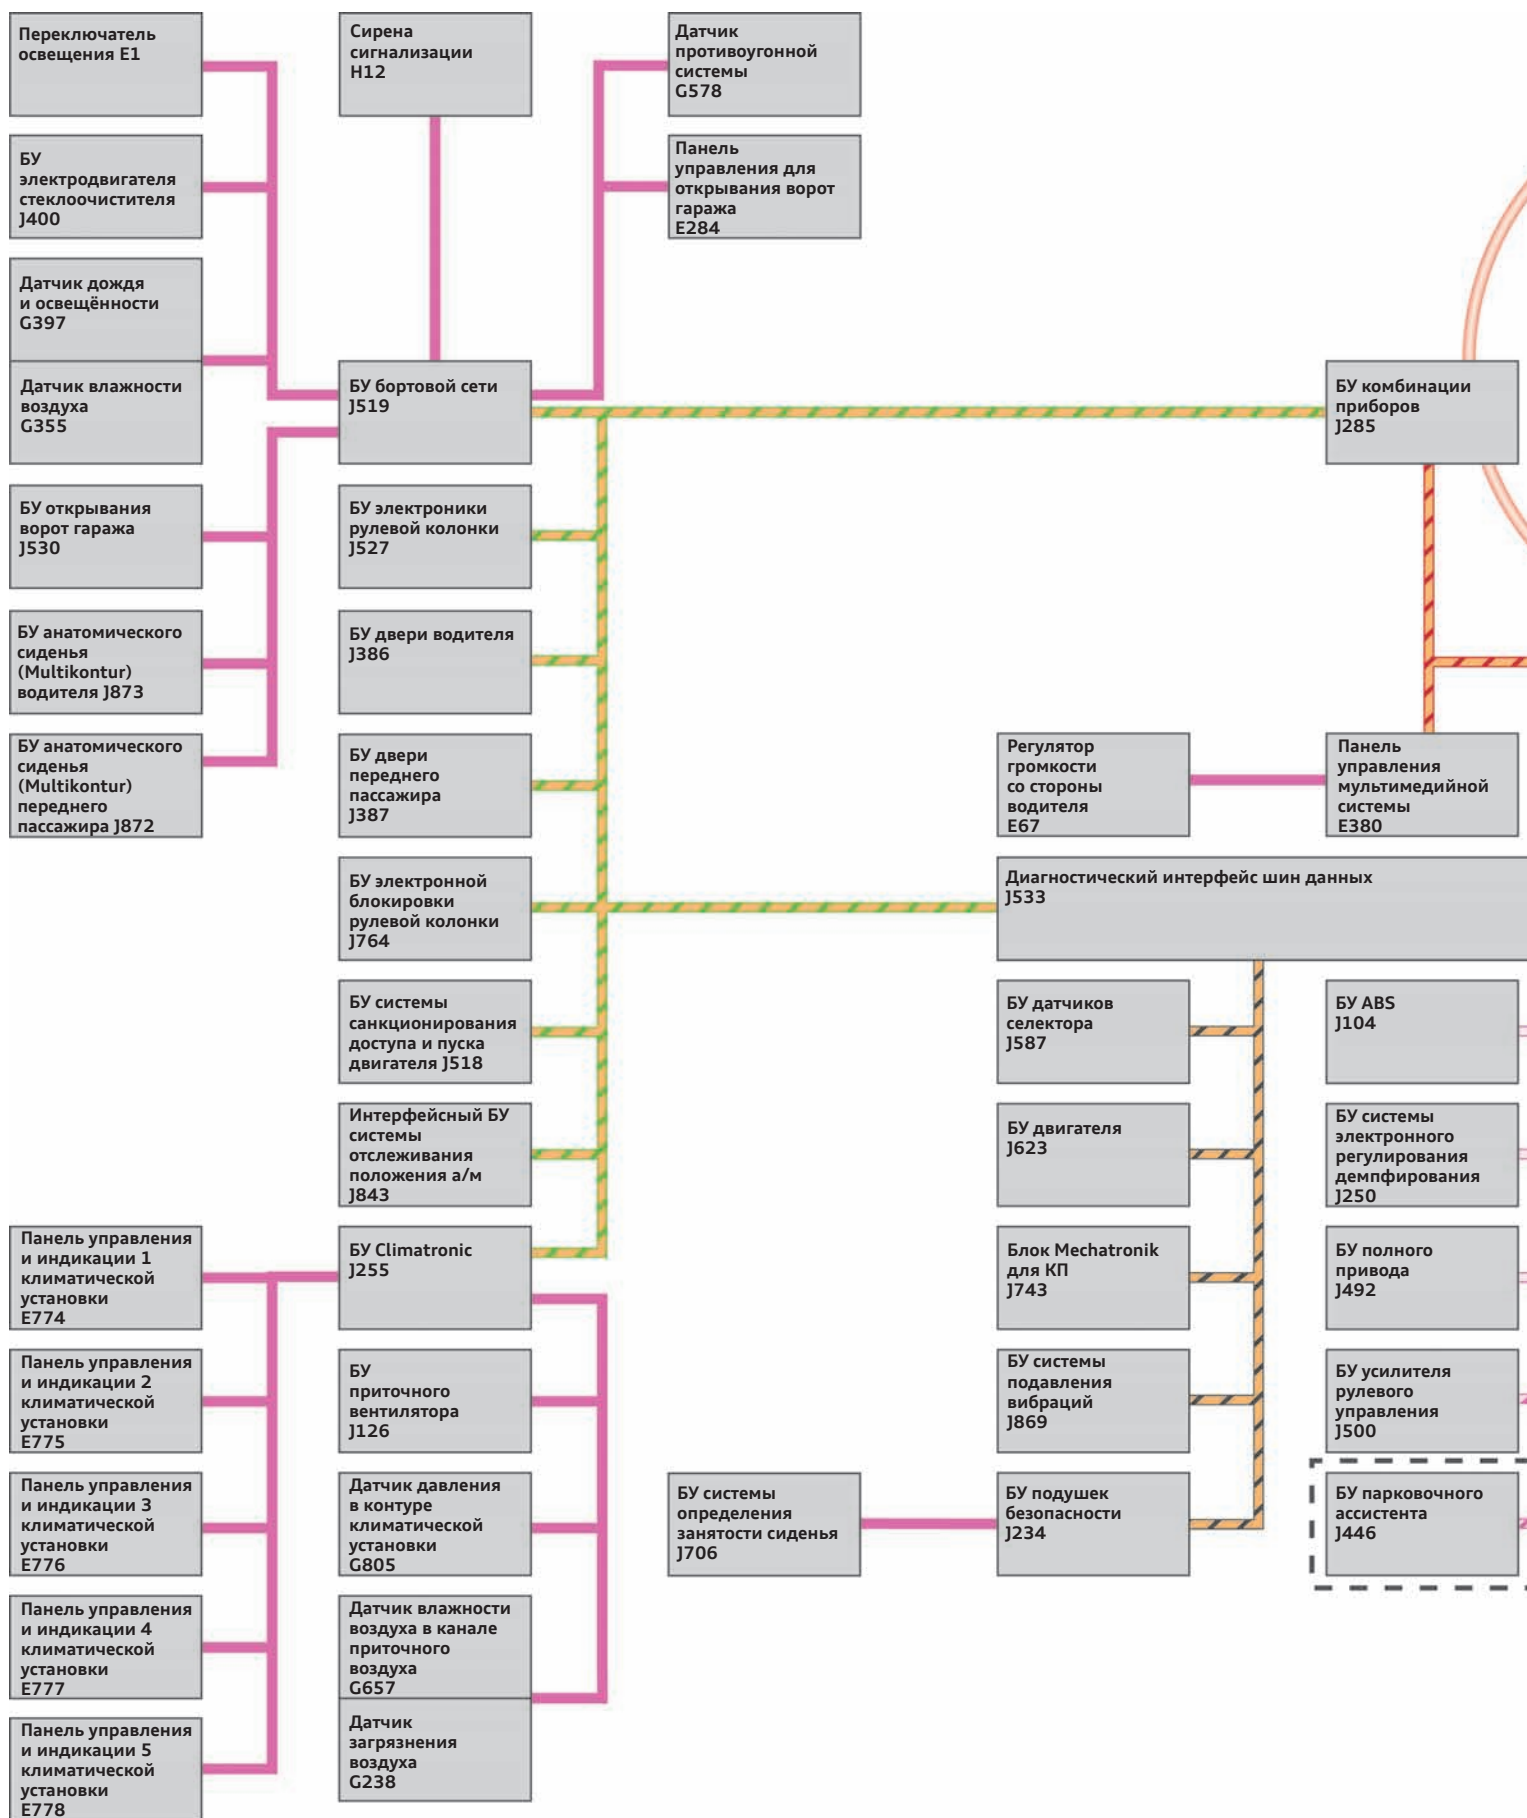 Переключатель
освещения E1
Сирена
сигнализации
H12
Датчик
противоугонной
системы
G578
БУ
электродвигателя
стеклоочистителя
J400
Панель
управления для
открывания ворот
гаража
E284
Датчик дождя
и освещённости
G397
Датчик влажности
воздуха
G355
БУ бортовой сети
J519
БУ комбинации
приборов
J285
БУ открывания
ворот гаража
J530
БУ электроники
рулевой колонки
J527
БУ анатомического
сиденья
(Multikontur)
водителя J873
БУ двери водителя
J386
БУ анатомического
сиденья
(Multikontur)
переднего
пассажира J872
БУ двери
переднего
пассажира
J387
Регулятор
громкости
со стороны
водителя
E67
Панель
управления
мультимедийной
системы
E380
БУ электронной
блокировки
рулевой колонки
J764
Диагностический интерфейс шин данных
J533
БУ системы
санкционирования
доступа и пуска
двигателя J518
БУ датчиков
селектора
J587
БУ ABS
J104
Интерфейсный БУ
системы
отслеживания
положения а/м
J843
БУ двигателя
J623
БУ системы
электронного
регулирования
демпфирования
J250
Панель управления
и индикации 1
климатической
установки
E774
БУ Climatronic
J255
Блок Mechatronik
для КП
J743
БУ полного
привода
J492
Панель управления
и индикации 2
климатической
установки
E775
БУ
приточного
вентилятора
J126
БУ системы
подавления
вибраций
J869
БУ усилителя
рулевого
управления
J500
Панель управления
и индикации 3
климатической
установки
E776
Датчик давления
в контуре
климатической
установки
G805
БУ системы
определения
занятости сиденья
J706
БУ подушек
безопасности
J234
БУ парковочного
ассистента
J446
Панель управления
и индикации 4
климатической
установки
E777
Датчик влажности
воздуха в канале
приточного
воздуха
G657
Панель управления
и индикации 5
климатической
установки
E778
Датчик
загрязнения
воздуха
G238